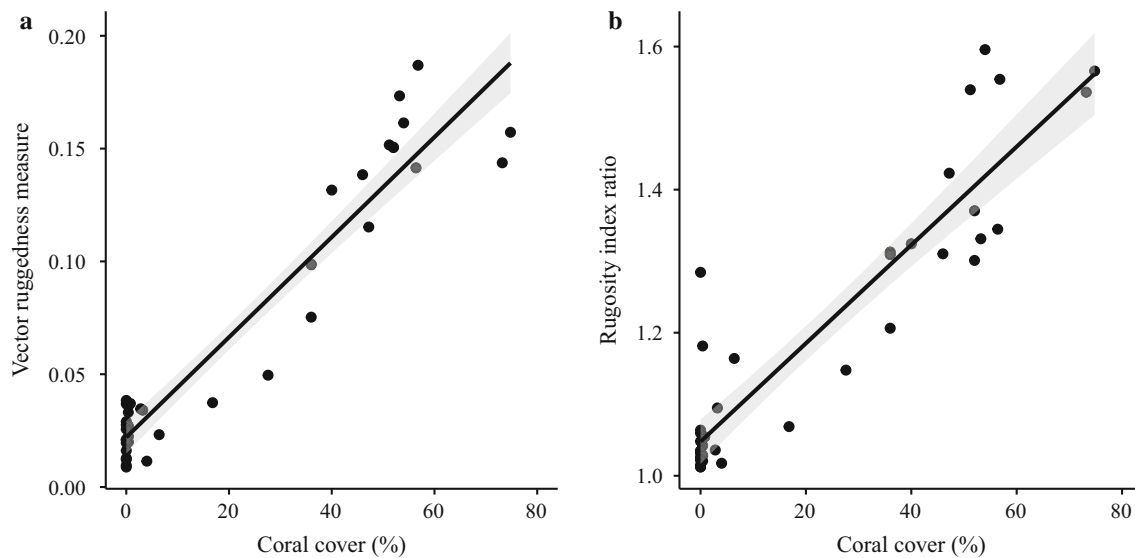 a
0.20
0.15
0.10
0.05
0.00
Vector ruggedness measure
0 20 40 60 80
Coral cover (%)
b
1.6
1.4
1.2
1.0
Rugosity index ratio
0 20 40 60 80
Coral cover (%)